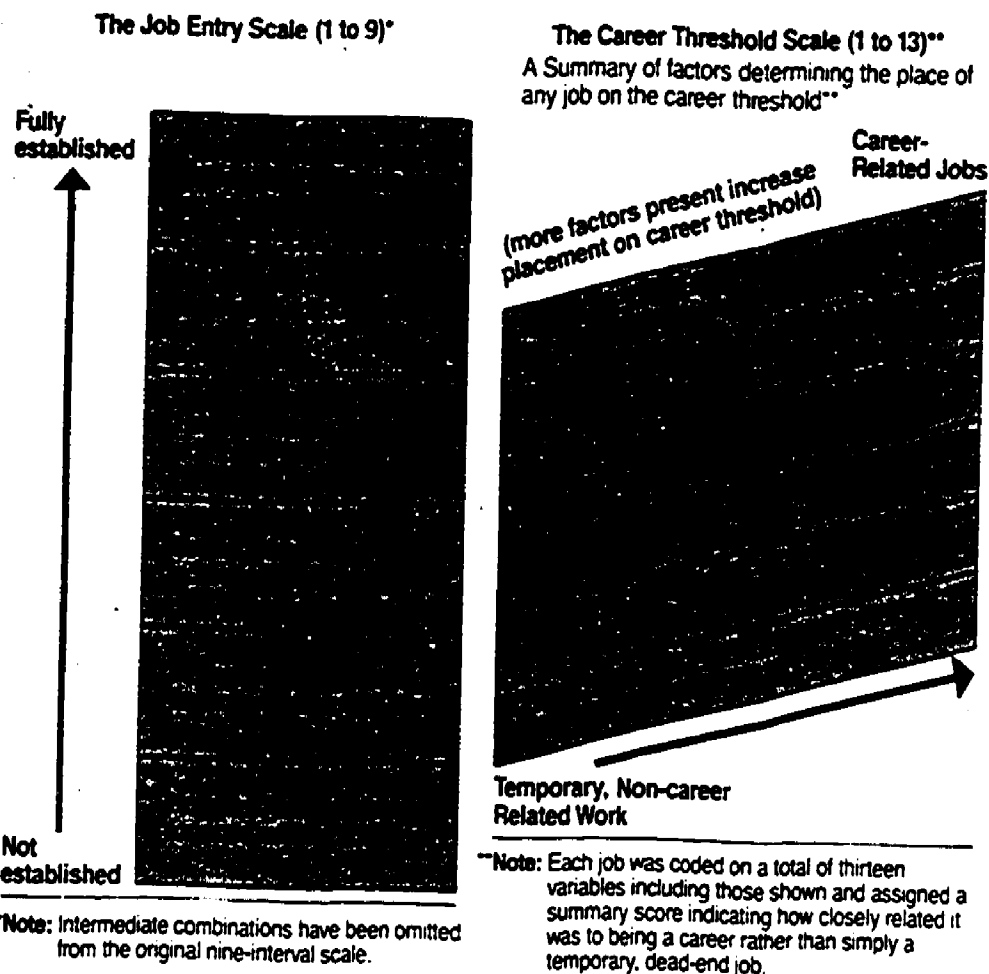 The Job Entry Scale (1 to 9)*
Fully
established
Not
established
*Note: Intermediate combinations have been omitted
from the original nine-interval scale.
The Career Threshold Scale (1 to 13)**
A Summary of factors determining the place of
any job on the career threshold**
Career-
Related Jobs
(more factors present increase
placement on career threshold)
Temporary, Non-career
Related Work
**Note: Each job was coded on a total of thirteen
variables including those shown and assigned a
summary score indicating how closely related it
was to being a career rather than simply a
temporary, dead-end job.